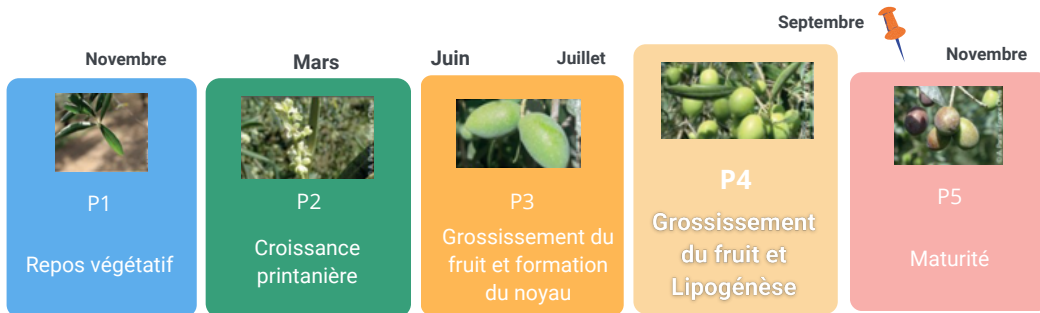 Novembre
Mars
Juin
Juillet
Septembre
Novembre
P1
Repos végétatif
P2
Croissance
printanière
P3
Grossissement du
fruit et formation
du noyau
P4
Grossissement
du fruit et
Lipogénèse
P5
Maturité